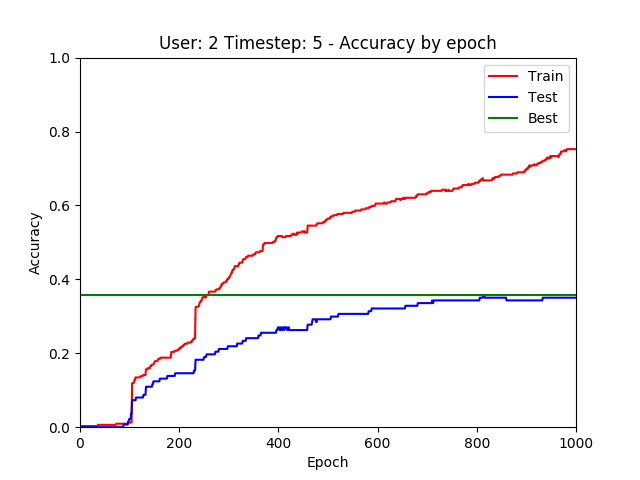 User: 2 Timestep: 5 - Accuracy by epoch
1.0
0.8
0.6
0.4
0.2
0.0
Accuracy
Train
Test
Best
0 200 400 600 800 1000
Epoch